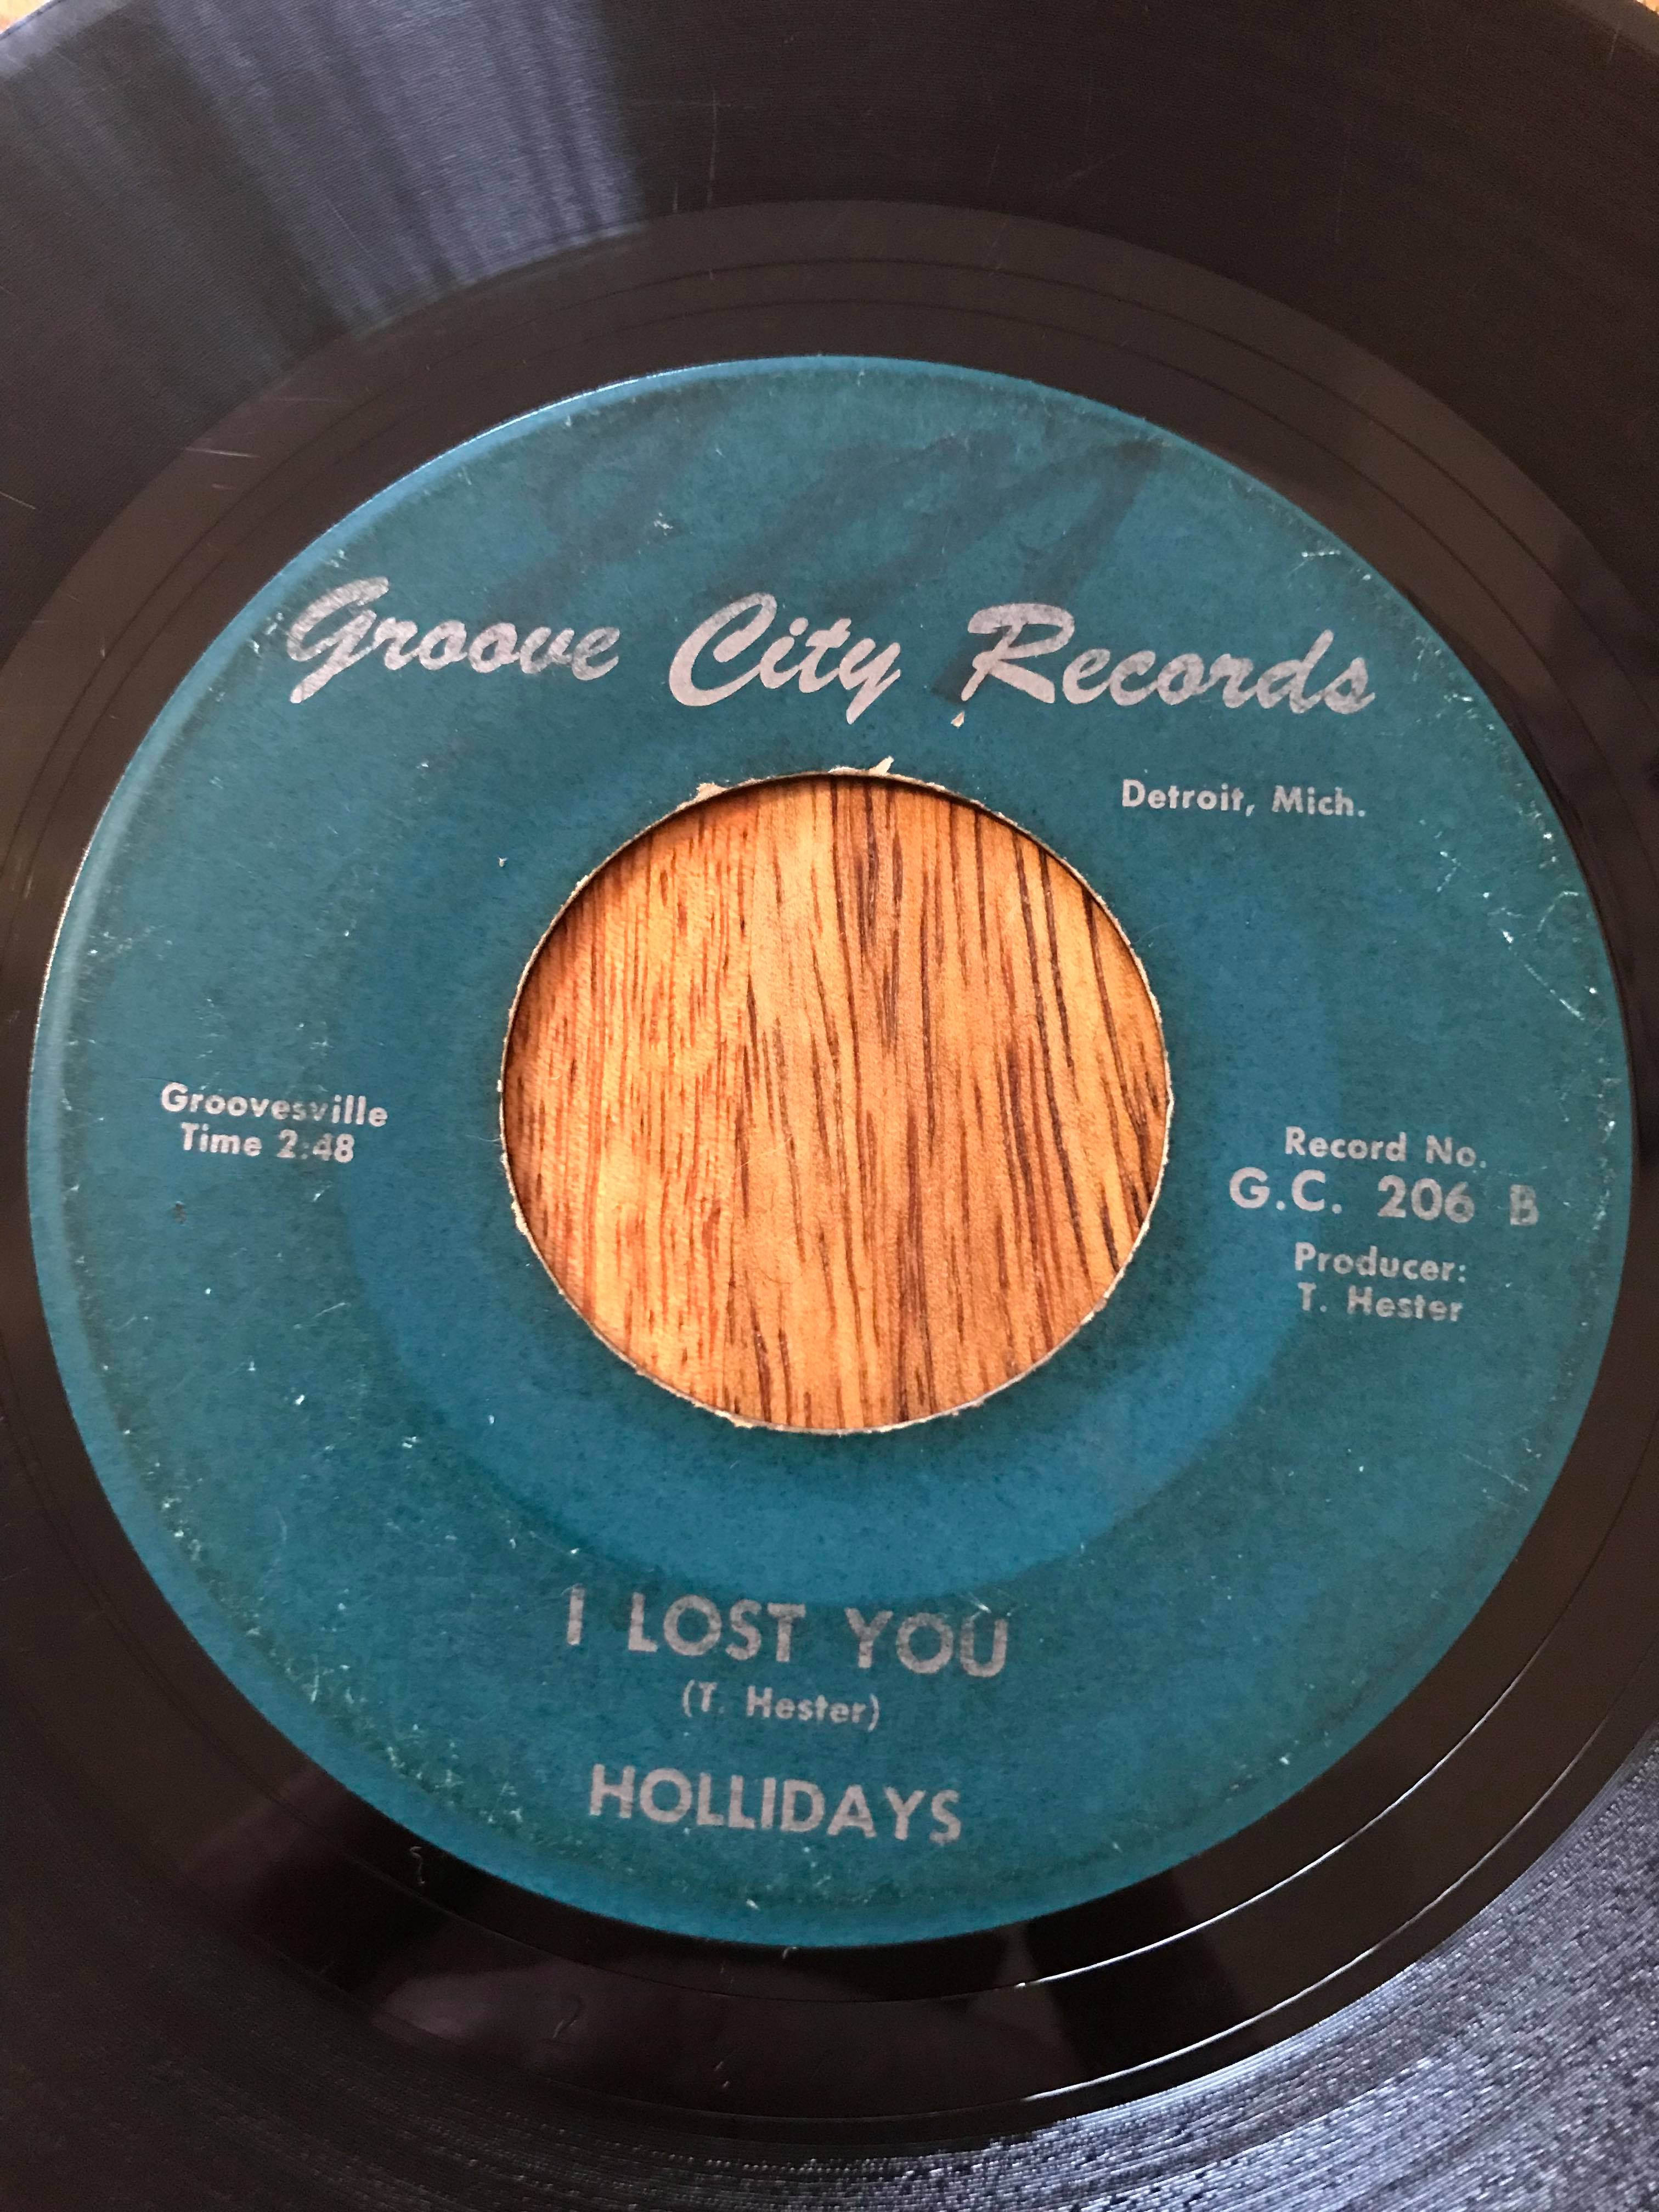 Groove City Records
Detroit, Mich.
Groovesville
Time 2:48
Record No.
G.C. 206 B
Producer:
T. Hester
I LOST YOU
(T. Hester)
HOLLIDAYS